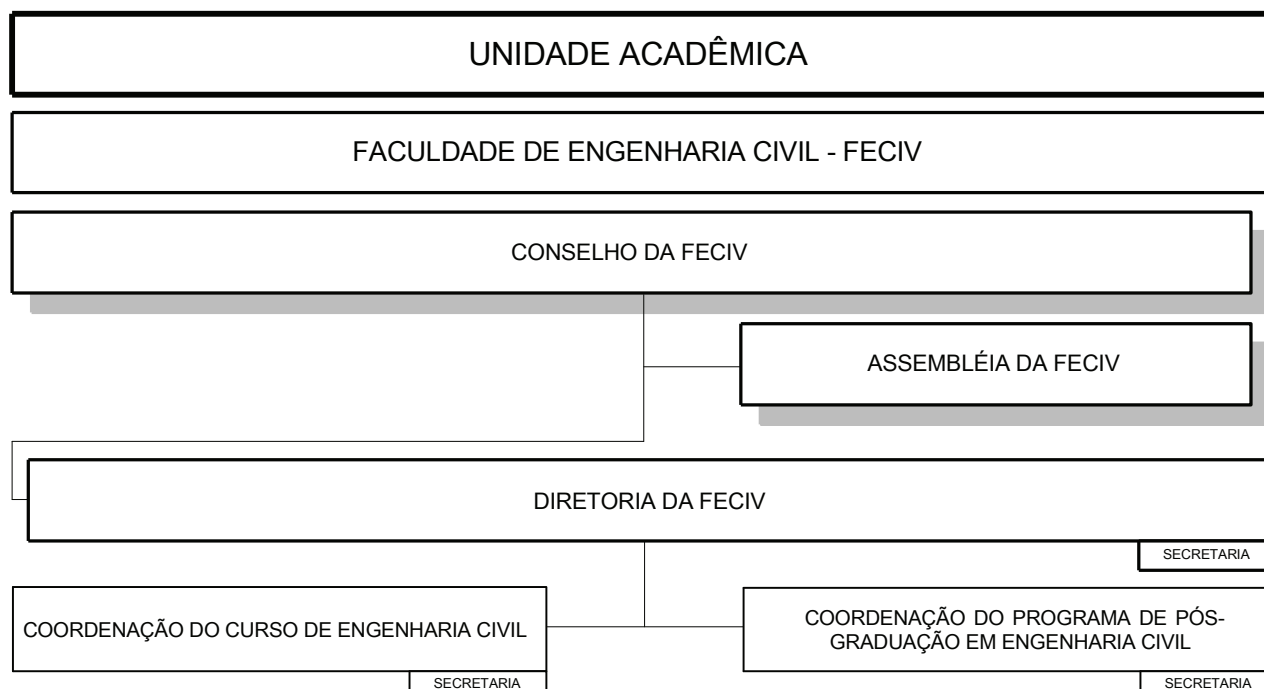 UNIDADE ACADÊMICA
FACULDADE DE ENGENHARIA CIVIL - FECIV
CONSELHO DA FECIV
ASSEMBLÉIA DA FECIV
DIRETORIA DA FECIV
SECRETARIA
COORDENAÇÃO DO CURSO DE ENGENHARIA CIVIL
SECRETARIA
COORDENAÇÃO DO PROGRAMA DE PÓS-
GRADUAÇÃO EM ENGENHARIA CIVIL
SECRETARIA